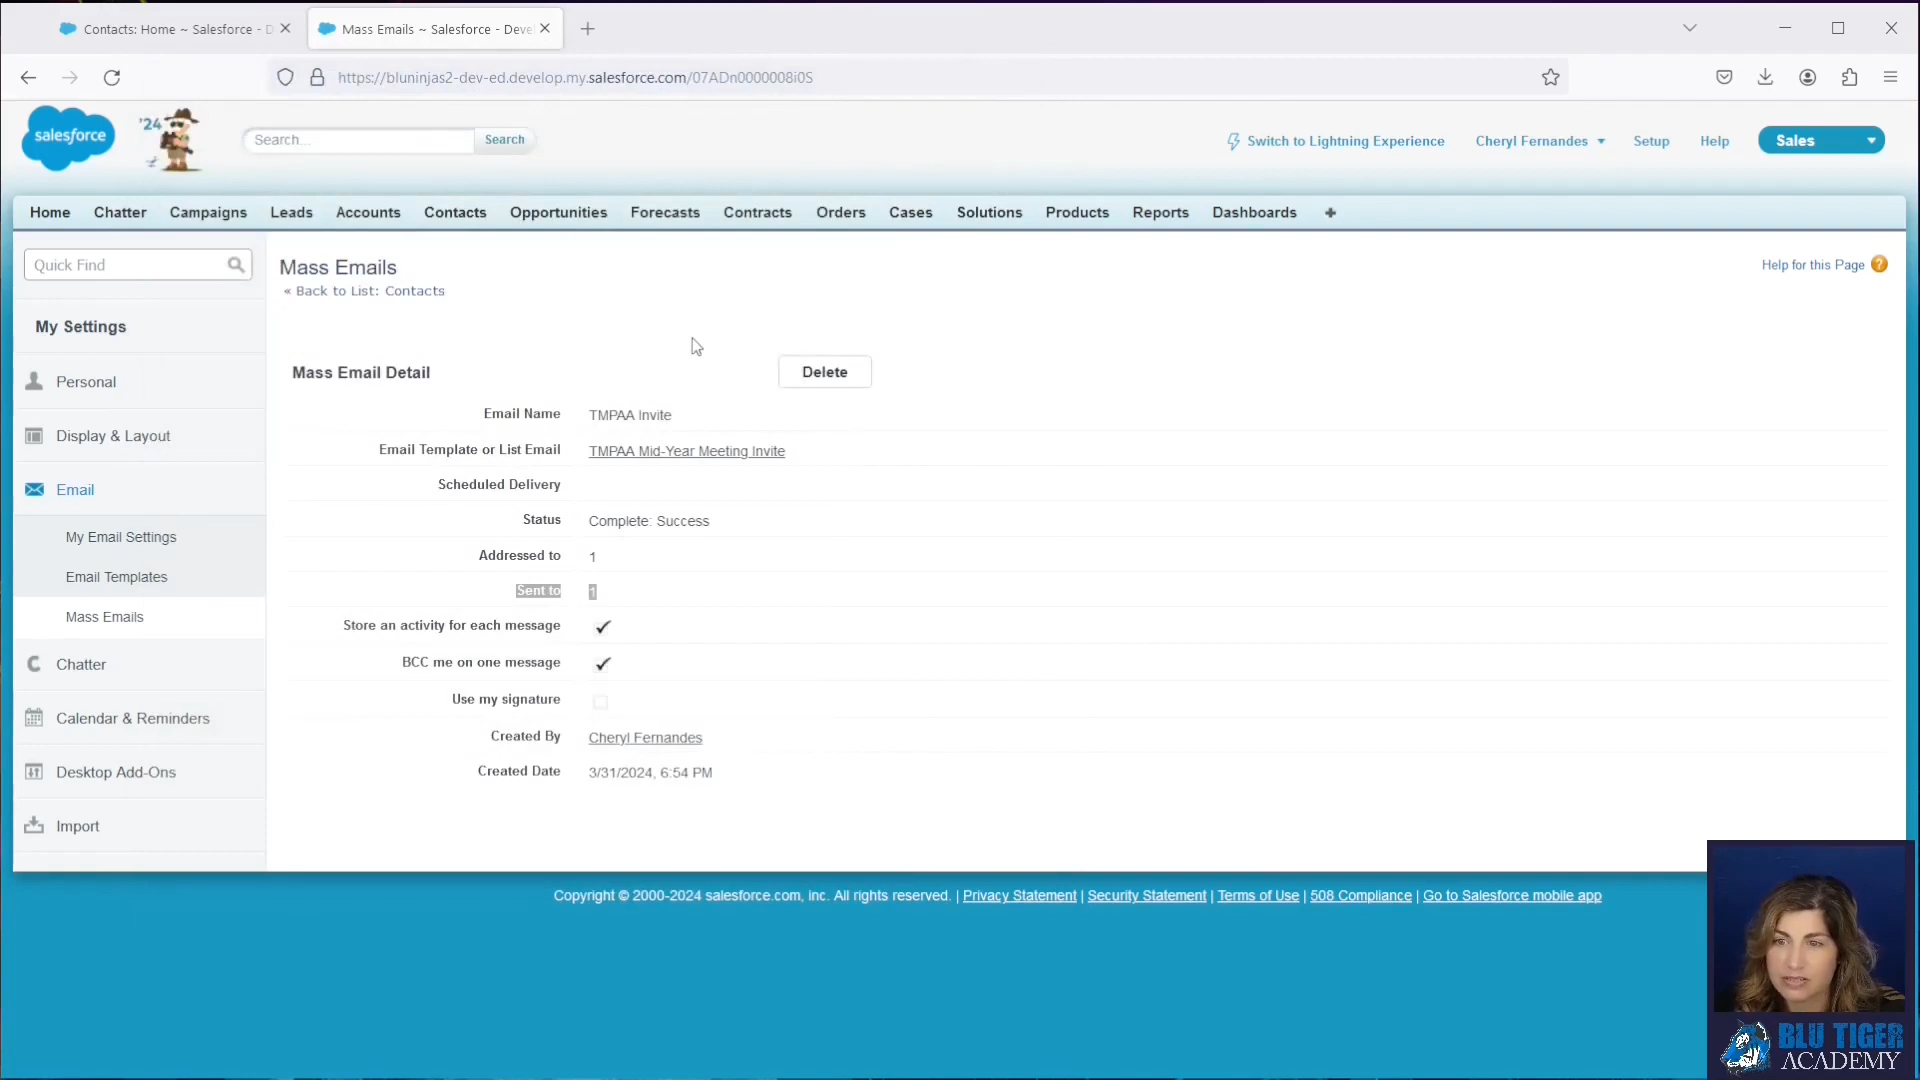 Contacts: Home ~ Salesforce - D
Mass Emails ~ Salesforce - Deve
https://bluninjas2-dev-ed.develop.my.salesforce.com/07ADn0000008i0S
salesforce
'24
Search...
Search
Switch to Lightning Experience
Cheryl Fernandes
Setup
Help
Sales
Home
Chatter
Campaigns
Leads
Accounts
Contacts
Opportunities
Forecasts
Contracts
Orders
Cases
Solutions
Products
Reports
Dashboards
Quick Find
My Settings
Personal
Display & Layout
Email
My Email Settings
Email Templates
Mass Emails
Chatter
Calendar & Reminders
Desktop Add-Ons
Import
Mass Emails
« Back to List: Contacts
Help for this Page ?
Mass Email Detail
Delete
Email Name TMPAA Invite
Email Template or List Email TMPAA Mid-Year Meeting Invite
Scheduled Delivery
Status Complete: Success
Addressed to 1
Sent to 1
Store an activity for each message
BCC me on one message
Use my signature
Created By Cheryl Fernandes
Created Date 3/31/2024, 6:54 PM
Copyright © 2000-2024 salesforce.com, inc. All rights reserved. | Privacy Statement | Security Statement | Terms of Use | 508 Compliance | Go to Salesforce mobile app
BLU TIGER
ACADEMY